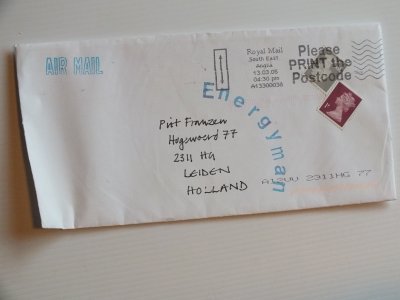 AIR MAIL
Royal Mail
South East
Anglia
13.03.06
04:30 pm
A13300036
Please
PRINT the
Postcode
Energyman
Piet Franzen
Hogewoerd 77
2311 HG
LEIDEN
HOLLAND
2311HG 77